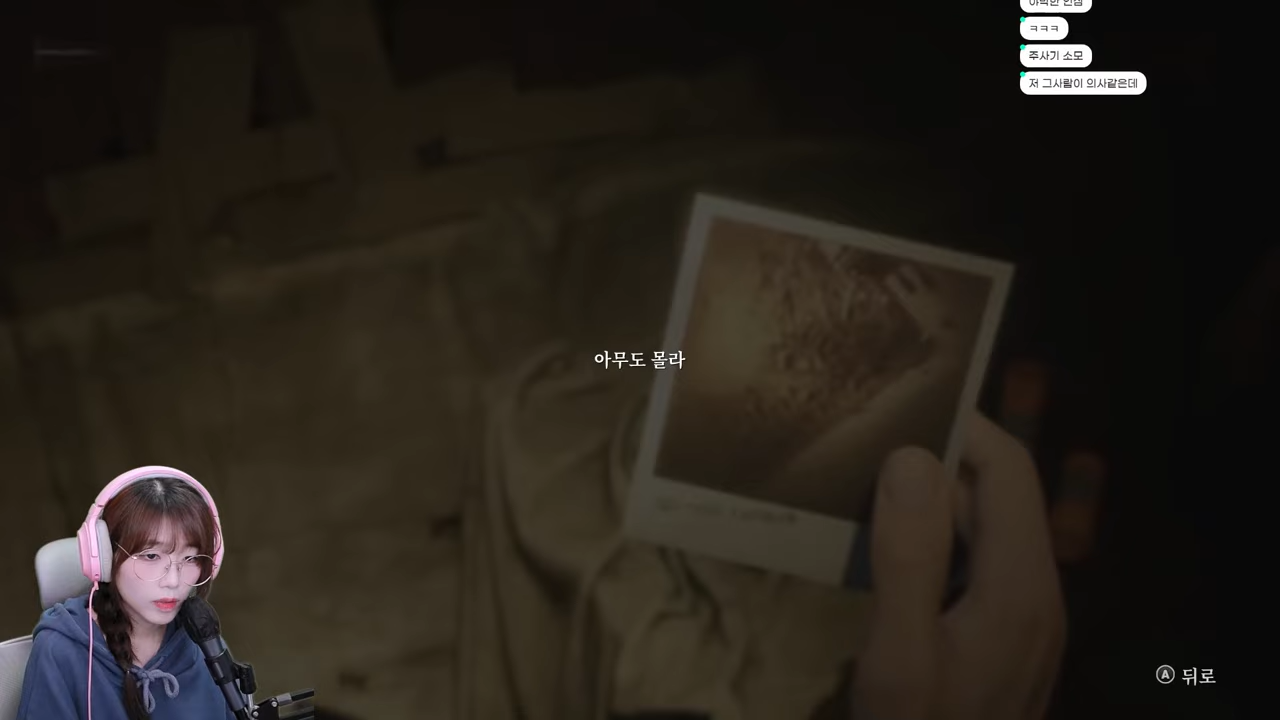 ㅋㅋㅋ
주사기 소모
저 그사람이 의사같은데
아무도 몰라
Ⓐ 뒤로